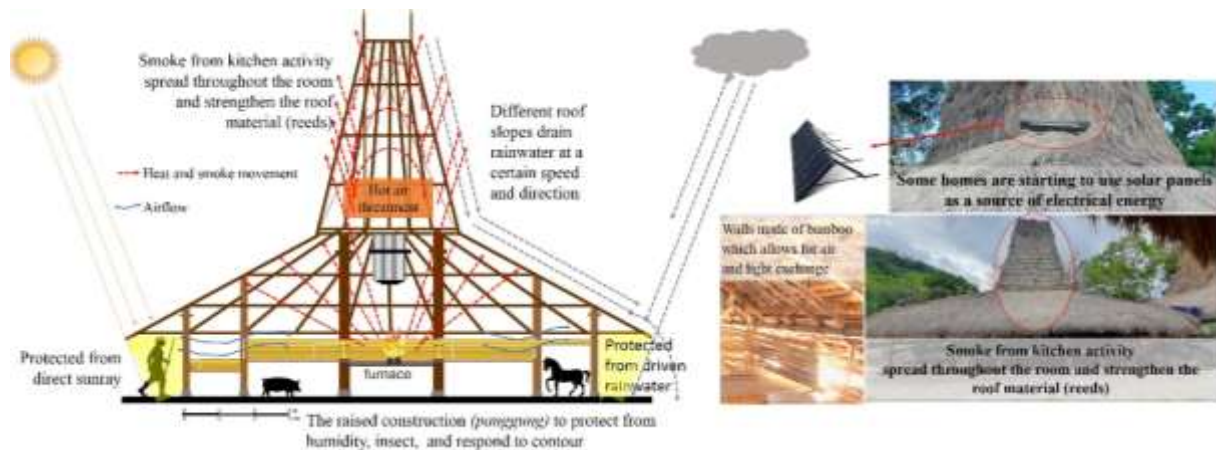 Smoke from kitchen activity
spread throughout the room
and strengthen the roof
material (reeds)
Heat and smoke movement
Airflow
Different roof
slopes drain
rainwater at a
certain speed
and direction
Hot air
Protected from
direct sunray
furnace
Protected
from driven
rainwater
The raised construction (panggung) to protect from
humidity, insect, and respond to contour
Some homes are starting to use solar panels
as a source of electrical energy
Walls made of bamboo
which allows for air
and light exchange
Smoke from kitchen activity
spread throughout the room and strengthen the
roof material (reeds)